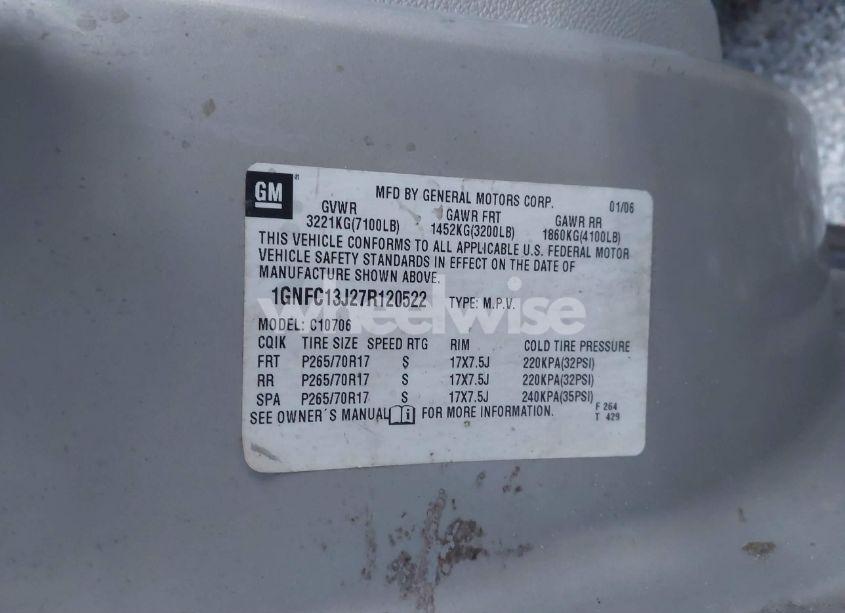 GM
MFD BY GENERAL MOTORS CORP. 01/06
GVWR GAWR FRT GAWR RR
3221KG(7100LB) 1452KG(3200LB) 1860KG(4100LB)
THIS VEHICLE CONFORMS TO ALL APPLICABLE U.S. FEDERAL MOTOR
VEHICLE SAFETY STANDARDS IN EFFECT ON THE DATE OF
MANUFACTURE SHOWN ABOVE.
1GNFC13J27R120522 TYPE: M.P.V.
wheelwise
MODEL: C10706
CQIK TIRE SIZE SPEED RTG RIM COLD TIRE PRESSURE
FRT P265/70R17 S 17X7.5J 220KPA(32PSI)
RR P265/70R17 S 17X7.5J 220KPA(32PSI)
SPA P265/70R17 S 17X7.5J 240KPA(35PSI)
SEE OWNER´S MANUAL FOR MORE INFORMATION.
F 264
T 429